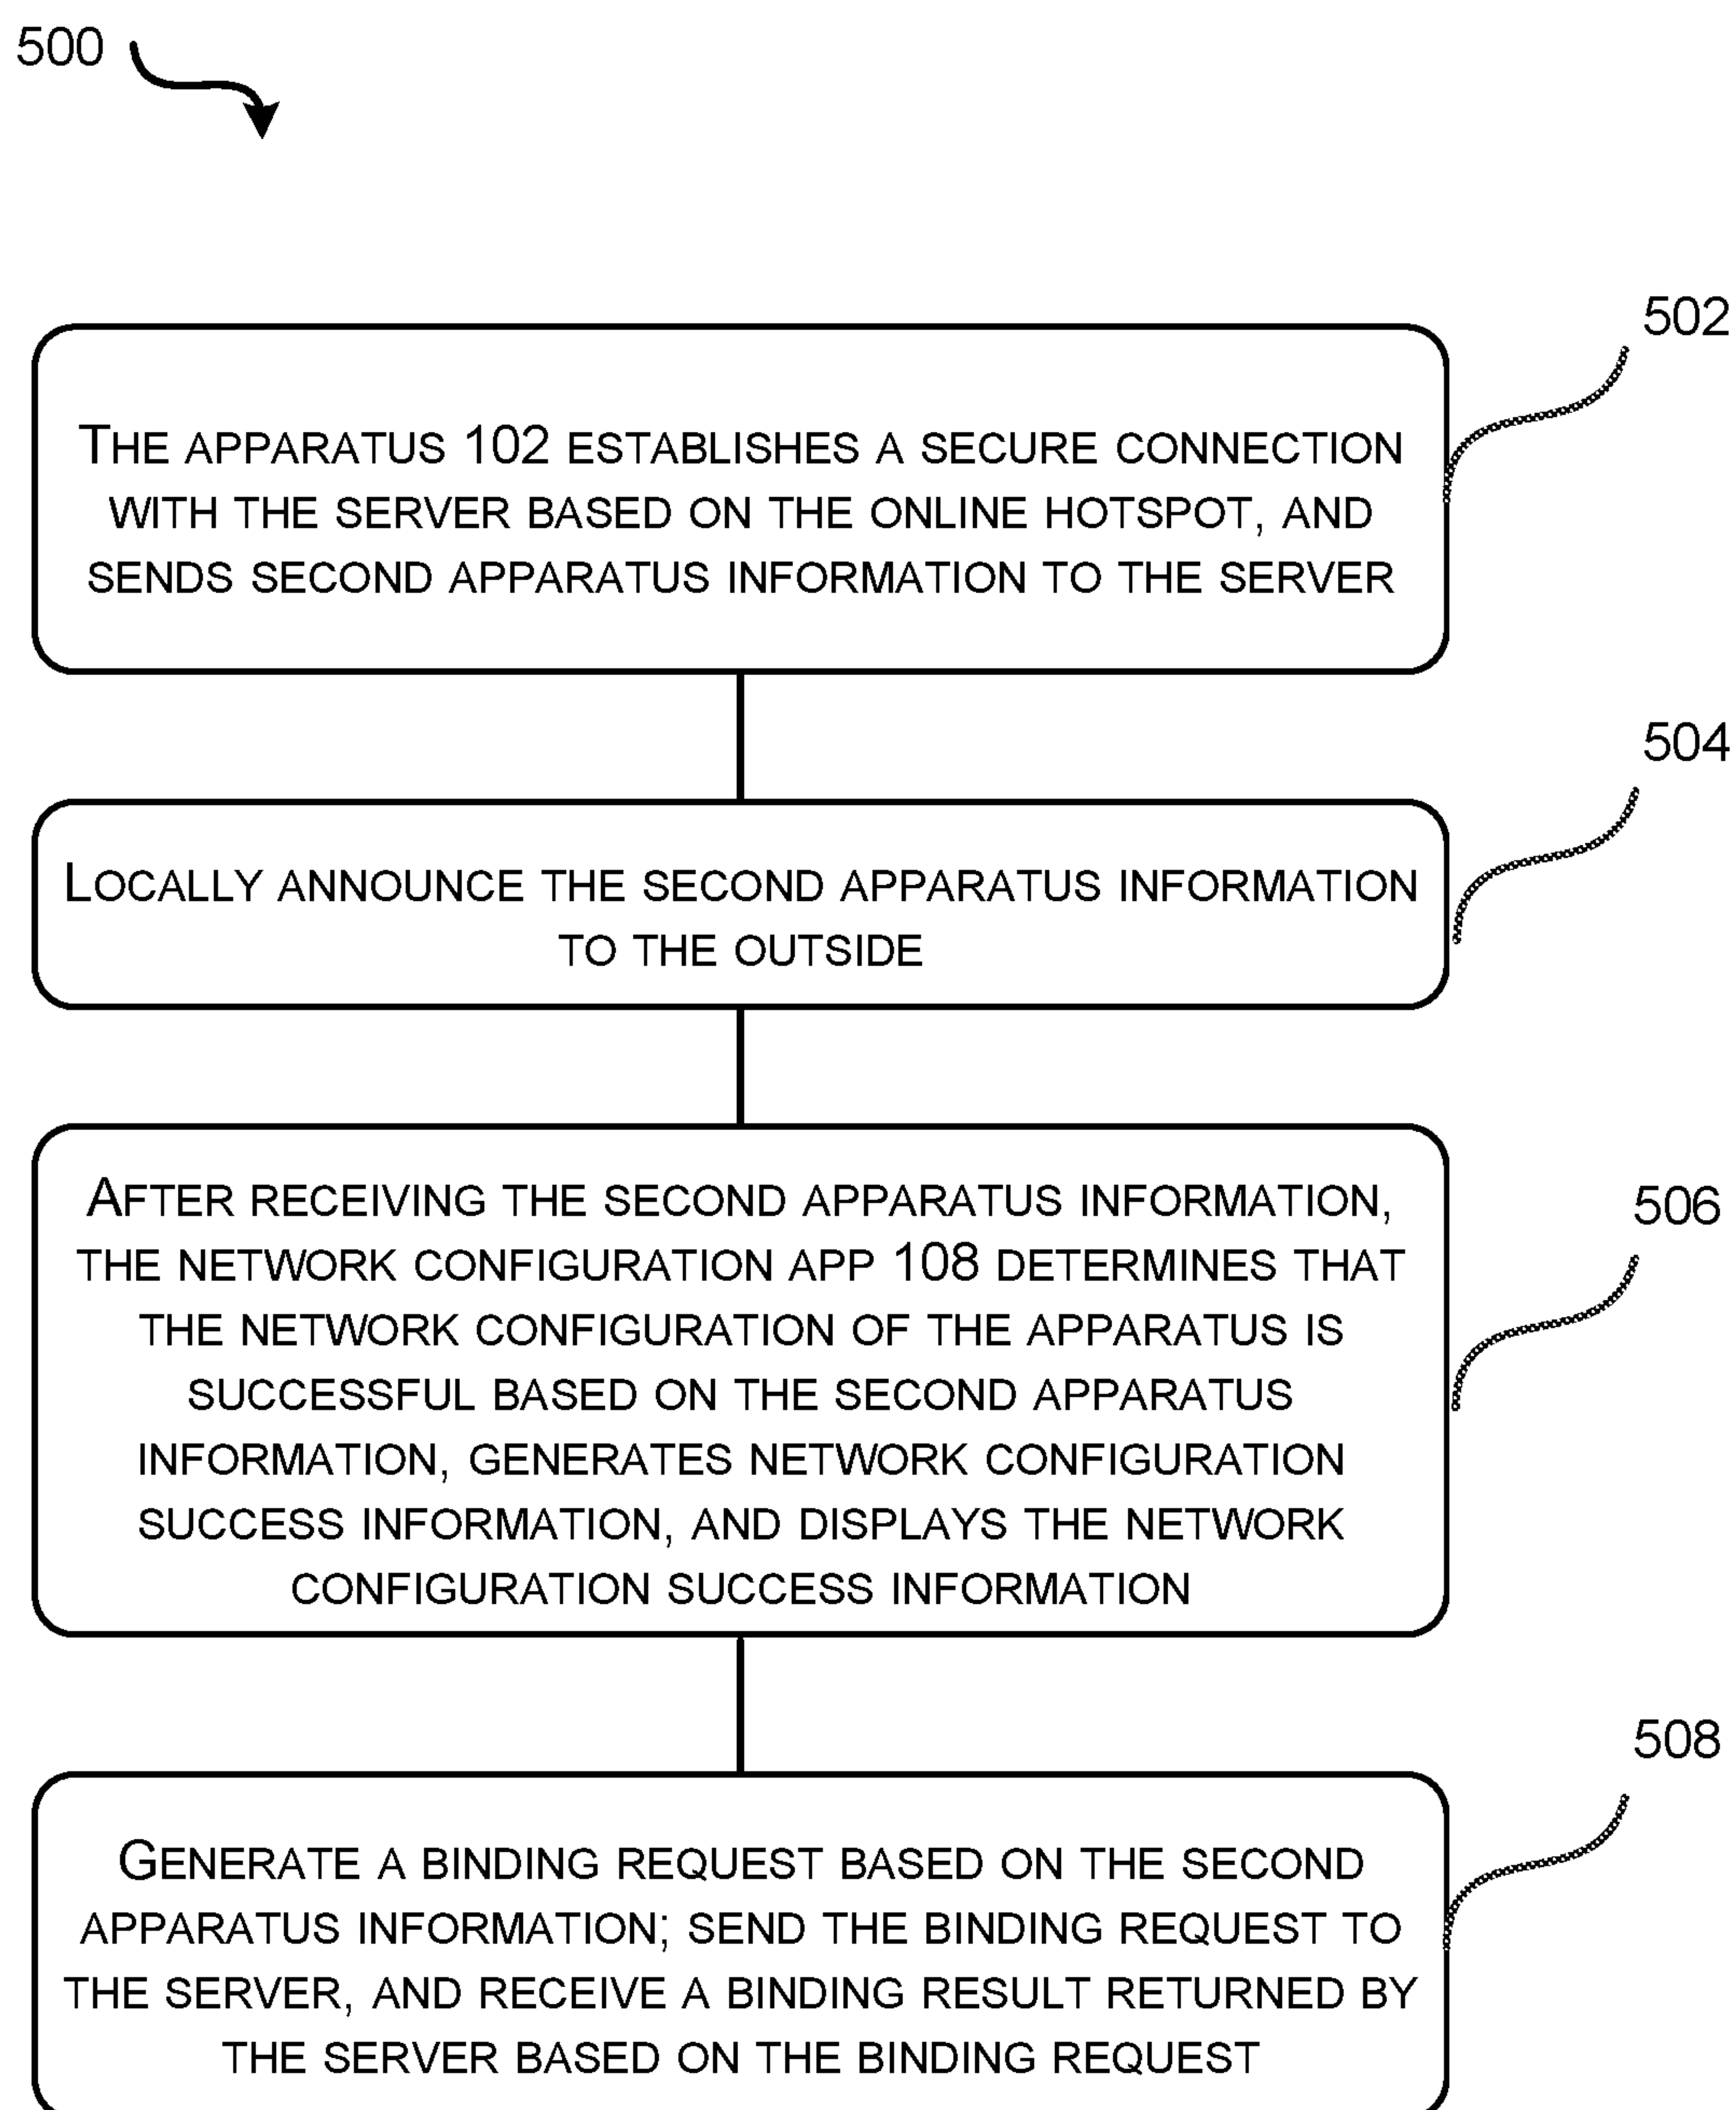 500
502
THE APPARATUS 102 ESTABLISHES A SECURE CONNECTION
WITH THE SERVER BASED ON THE ONLINE HOTSPOT, AND
SENDS SECOND APPARATUS INFORMATION TO THE SERVER
504
LOCALLY ANNOUNCE THE SECOND APPARATUS INFORMATION
TO THE OUTSIDE
506
AFTER RECEIVING THE SECOND APPARATUS INFORMATION,
THE NETWORK CONFIGURATION APP 108 DETERMINES THAT
THE NETWORK CONFIGURATION OF THE APPARATUS IS
SUCCESSFUL BASED ON THE SECOND APPARATUS
INFORMATION, GENERATES NETWORK CONFIGURATION
SUCCESS INFORMATION, AND DISPLAYS THE NETWORK
CONFIGURATION SUCCESS INFORMATION
508
GENERATE A BINDING REQUEST BASED ON THE SECOND
APPARATUS INFORMATION; SEND THE BINDING REQUEST TO
THE SERVER, AND RECEIVE A BINDING RESULT RETURNED BY
THE SERVER BASED ON THE BINDING REQUEST